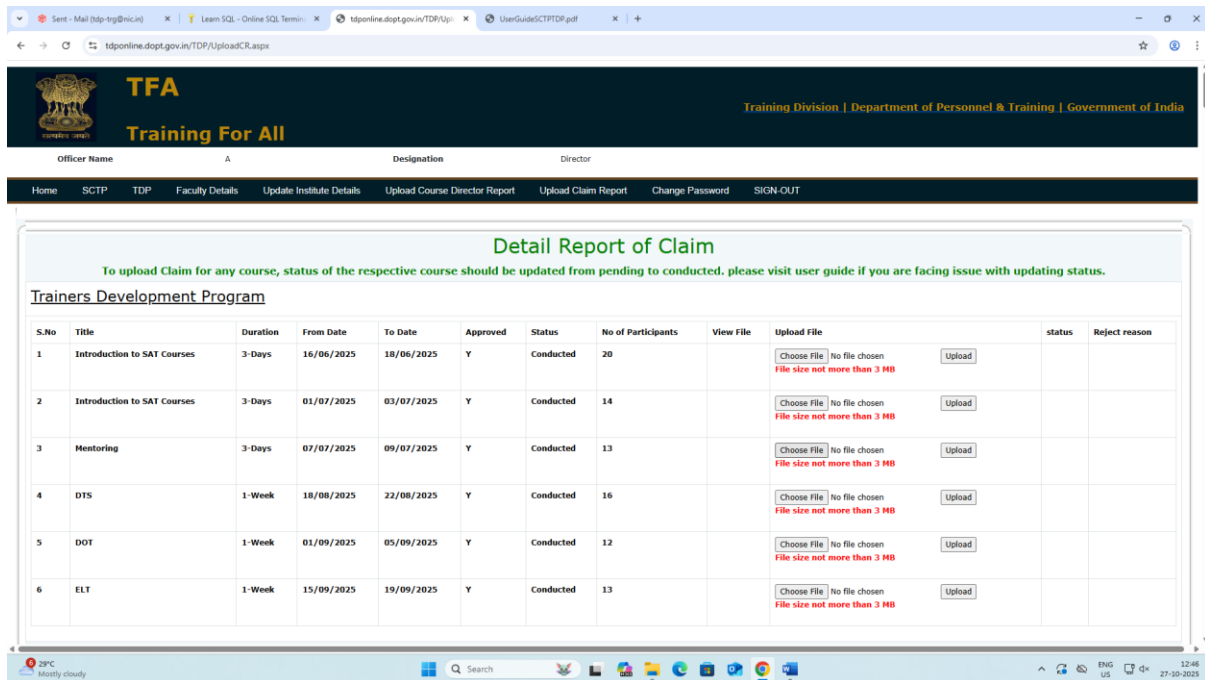 Sent - Mail (tdp-trg@nic.in)
Learn SQL - Online SQL Termin
tdponline.dopt.gov.in/TDP/Uplo
UserGuideSCTPTDP.pdf
tdponline.dopt.gov.in/TDP/UploadCR.aspx
सत्यमेव जयते
TFA
Training For All
Training Division | Department of Personnel & Training | Government of India
Officer Name A Designation Director
Home SCTP TDP Faculty Details Update Institute Details Upload Course Director Report Upload Claim Report Change Password SIGN-OUT
Detail Report of Claim
To upload Claim for any course, status of the respective course should be updated from pending to conducted. please visit user guide if you are facing issue with updating status.
Trainers Development Program
S.No Title Duration From Date To Date Approved Status No of Participants View File Upload File status Reject reason
1 Introduction to SAT Courses 3-Days 16/06/2025 18/06/2025 Y Conducted 20 Choose File No file chosen Upload
File size not more than 3 MB
2 Introduction to SAT Courses 3-Days 01/07/2025 03/07/2025 Y Conducted 14 Choose File No file chosen Upload
File size not more than 3 MB
3 Mentoring 3-Days 07/07/2025 09/07/2025 Y Conducted 13 Choose File No file chosen Upload
File size not more than 3 MB
4 DTS 1-Week 18/08/2025 22/08/2025 Y Conducted 16 Choose File No file chosen Upload
File size not more than 3 MB
5 DOT 1-Week 01/09/2025 05/09/2025 Y Conducted 12 Choose File No file chosen Upload
File size not more than 3 MB
6 ELT 1-Week 15/09/2025 19/09/2025 Y Conducted 13 Choose File No file chosen Upload
File size not more than 3 MB
6 29°C
Mostly cloudy
Search
ENG
US
12:46
27-10-2025